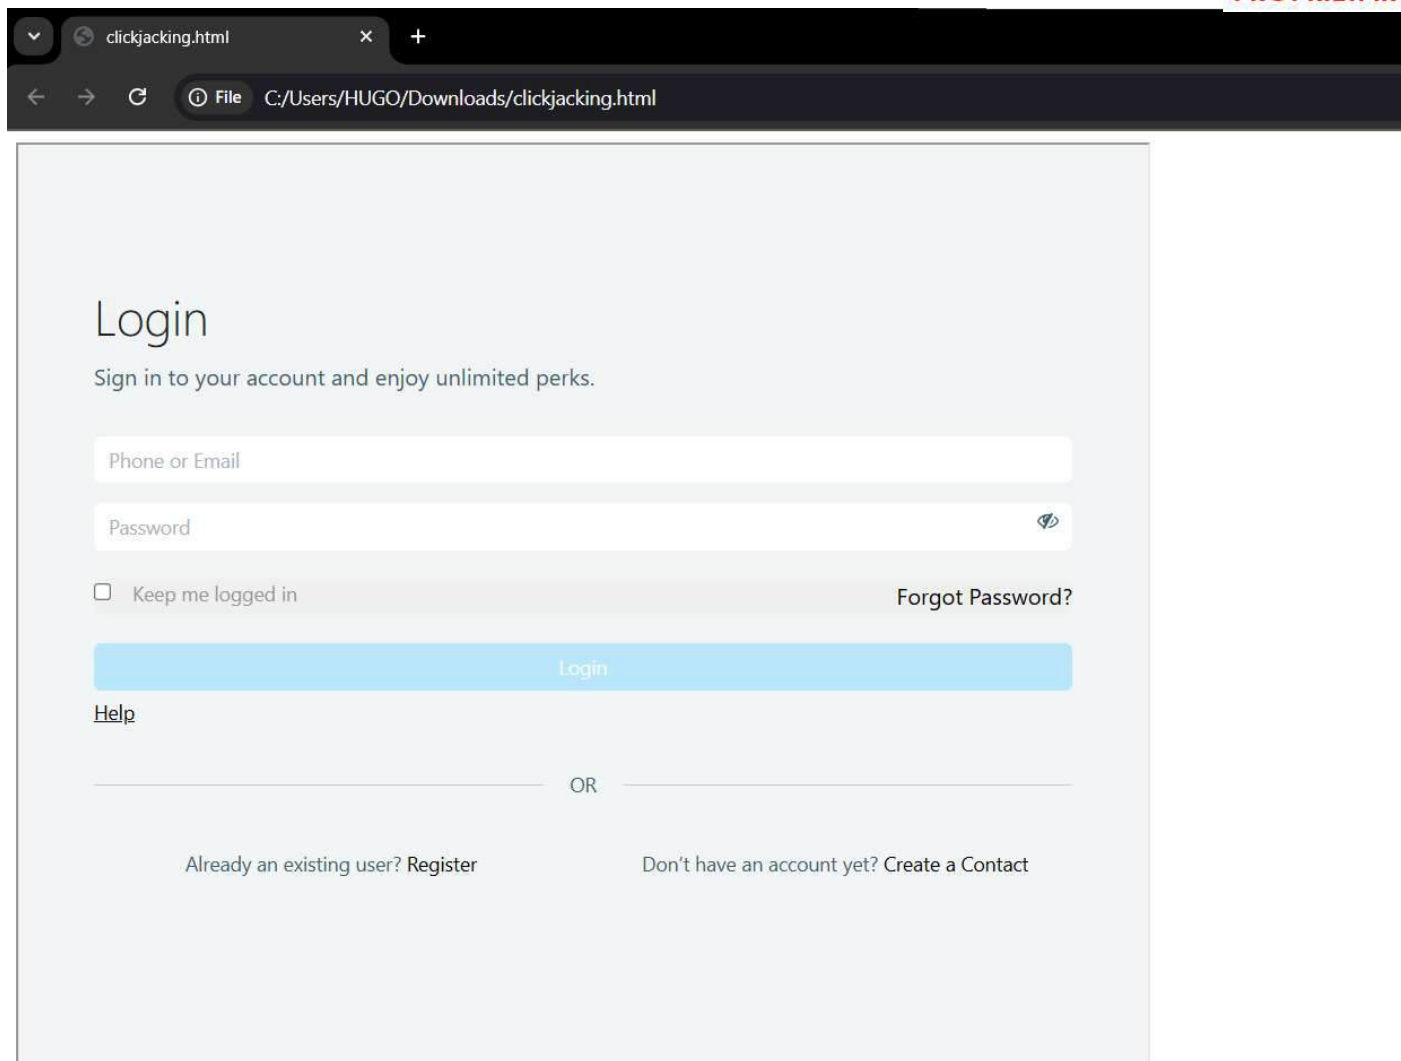 clickjacking.html
File C:/Users/HUGO/Downloads/clickjacking.html
Login
Sign in to your account and enjoy unlimited perks.
Phone or Email
Password
Keep me logged in Forgot Password?
Login
Help
OR
Already an existing user? Register Don't have an account yet? Create a Contact